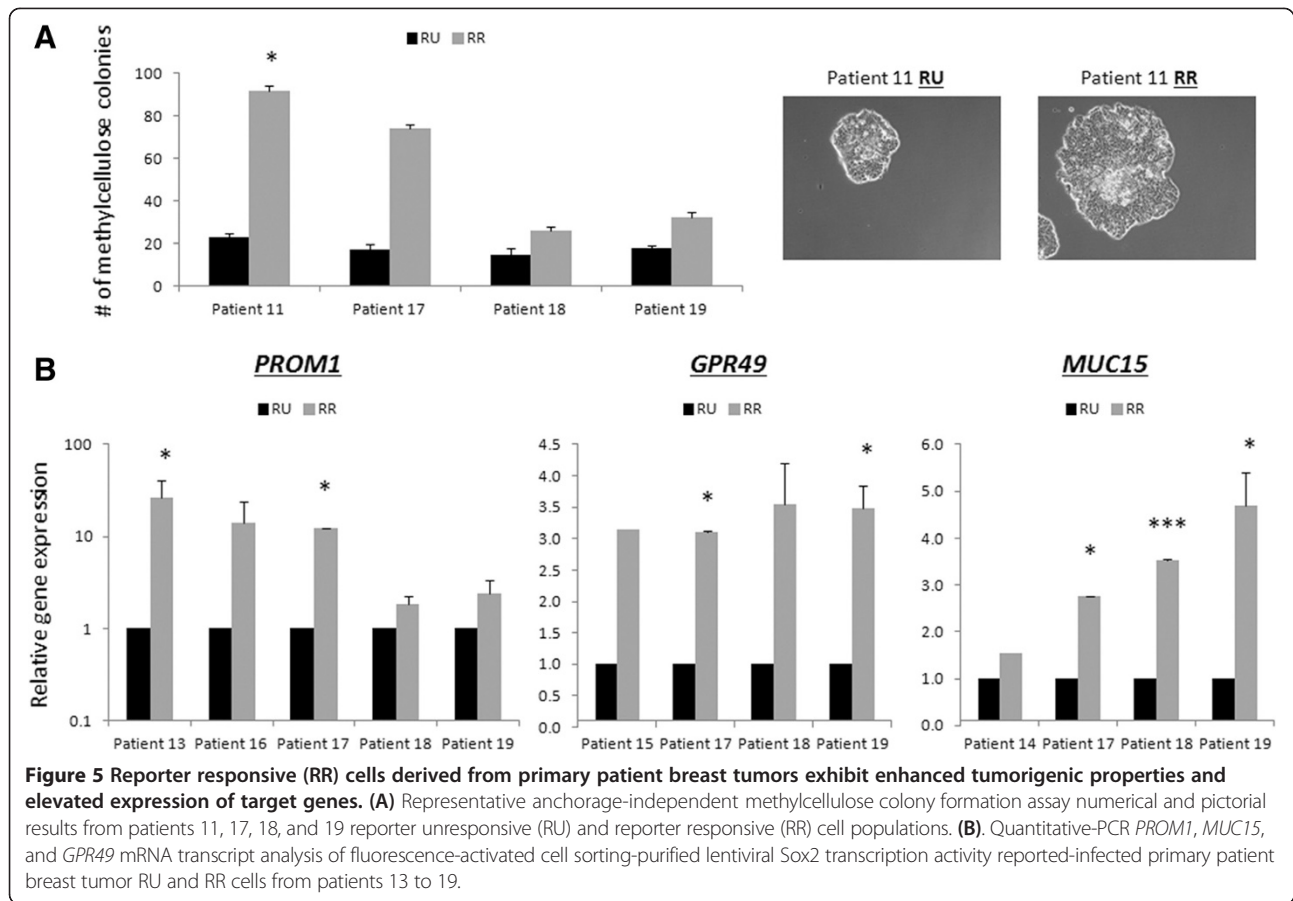 A
RU RR
# of methylcellulose colonies
100
80
60
40
20
0
*
Patient 11 Patient 17 Patient 18 Patient 19
Patient 11 RU
Patient 11 RR
B
PROM1
RU RR
Relative gene expression
100
10
1
0.1
* *
Patient 13 Patient 16 Patient 17 Patient 18 Patient 19
GPR49
RU RR
4.5
4.0
3.5
3.0
2.5
2.0
1.5
1.0
0.5
0.0
* *
Patient 15 Patient 17 Patient 18 Patient 19
MUC15
RU RR
6.0
5.0
4.0
3.0
2.0
1.0
0.0
* *** *
Patient 14 Patient 17 Patient 18 Patient 19
Figure 5 Reporter responsive (RR) cells derived from primary patient breast tumors exhibit enhanced tumorigenic properties and
elevated expression of target genes. (A) Representative anchorage-independent methylcellulose colony formation assay numerical and pictorial
results from patients 11, 17, 18, and 19 reporter unresponsive (RU) and reporter responsive (RR) cell populations. (B). Quantitative-PCR PROM1, MUC15,
and GPR49 mRNA transcript analysis of fluorescence-activated cell sorting-purified lentiviral Sox2 transcription activity reported-infected primary patient
breast tumor RU and RR cells from patients 13 to 19.